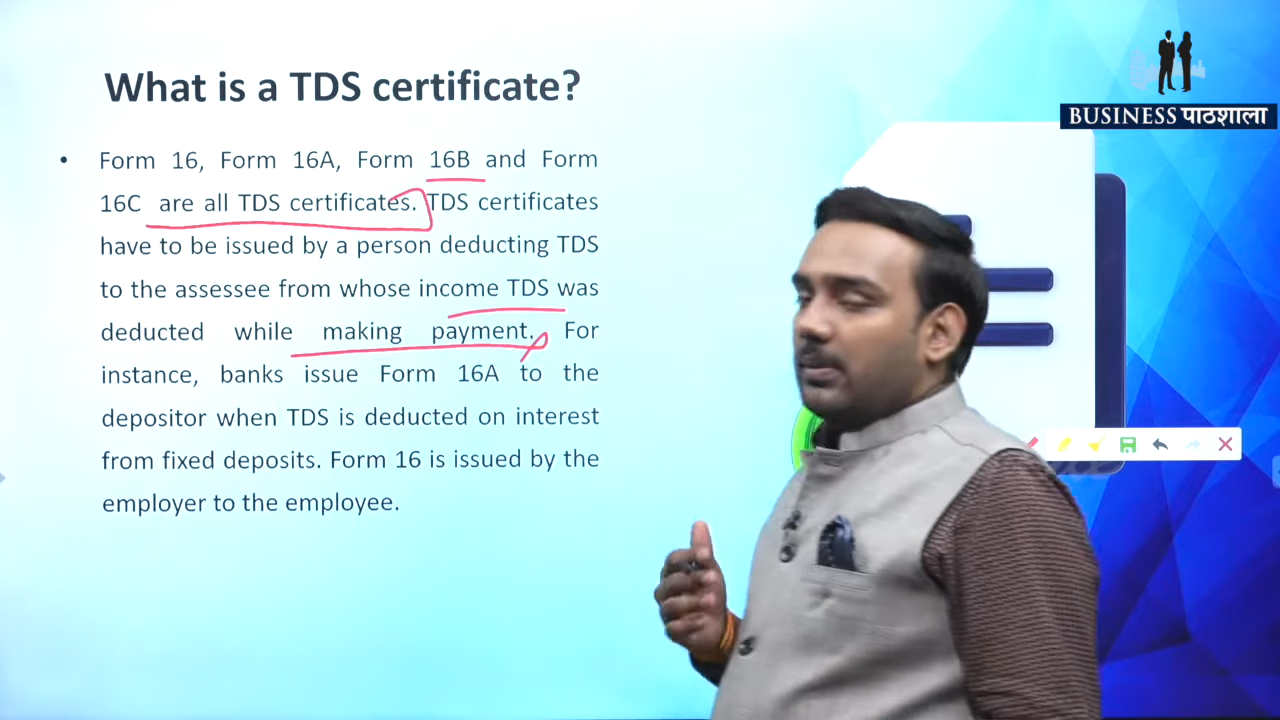 What is a TDS certificate?
BUSINESS पाठशाला
• Form 16, Form 16A, Form 16B and Form
16C are all TDS certificates. TDS certificates
have to be issued by a person deducting TDS
to the assessee from whose income TDS was
deducted while making payment. For
instance, banks issue Form 16A to the
depositor when TDS is deducted on interest
from fixed deposits. Form 16 is issued by the
employer to the employee.